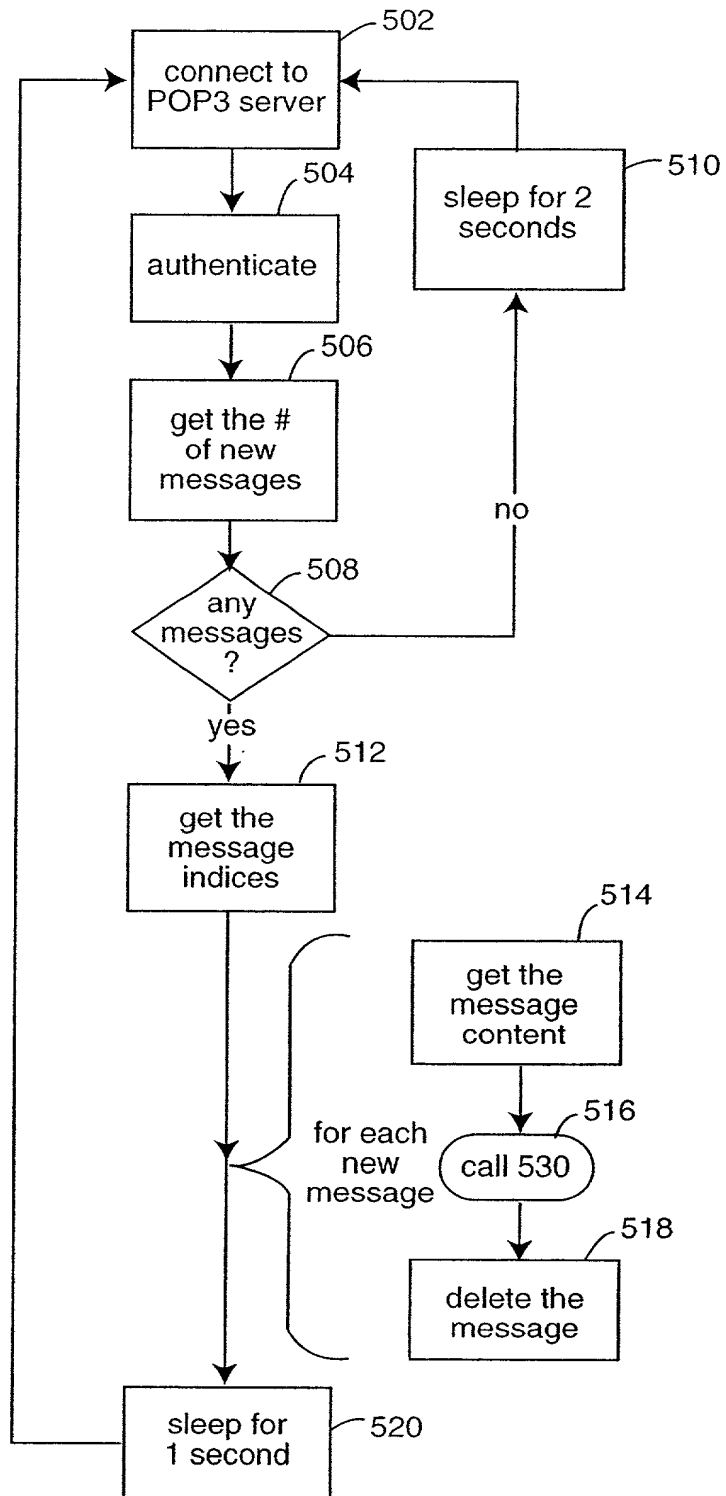 502
connect to
POP3 server
504
authenticate
510
sleep for 2
seconds
506
get the #
of new
messages
no
508
any
messages
?
yes
512
get the
message
indices
514
get the
message
content
for each
new
message
516
call 530
518
delete the
message
520
sleep for
1 second